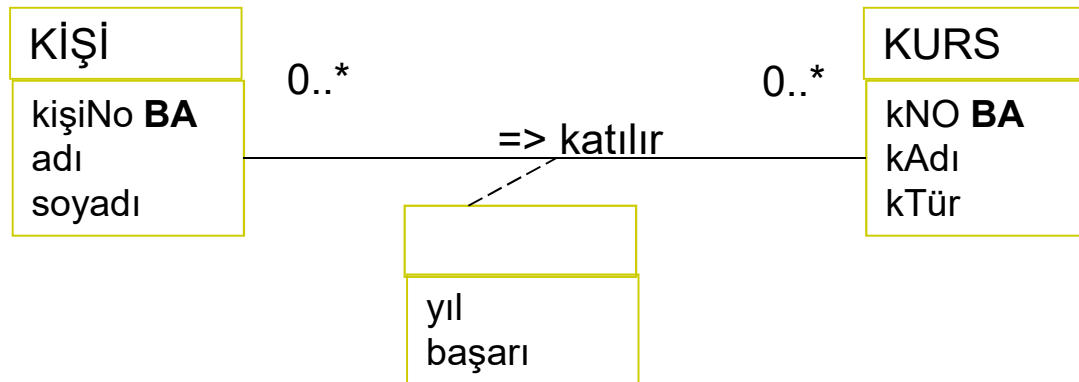 KİŞİ
kişiNo BA
adı
soyadı
0..*
=> katılır
0..*
KURS
kNO BA
kAdı
kTür
yıl
başarı